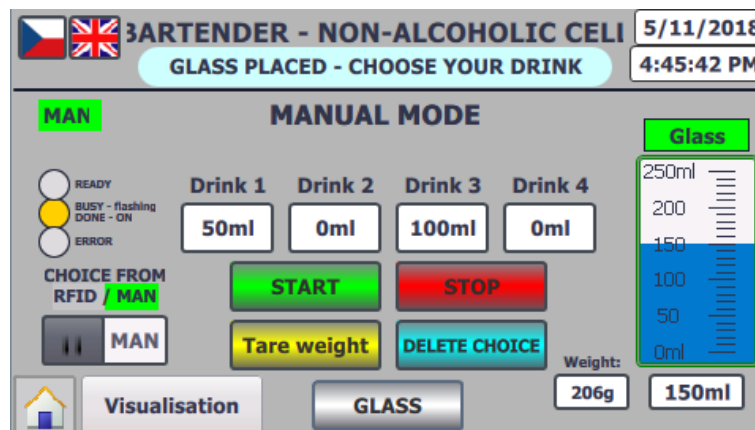 BARTENDER - NON-ALCOHOLIC CELL
5/11/2018
GLASS PLACED - CHOOSE YOUR DRINK
4:45:42 PM
MAN
MANUAL MODE
Glass
250ml
200
150
100
50
0ml
READY
BUSY - flashing
DONE - ON
ERROR
Drink 1
Drink 2
Drink 3
Drink 4
50ml
0ml
100ml
0ml
CHOICE FROM
RFID / MAN
START
STOP
MAN
Tare weight
DELETE CHOICE
Weight:
206g
150ml
Visualisation
GLASS